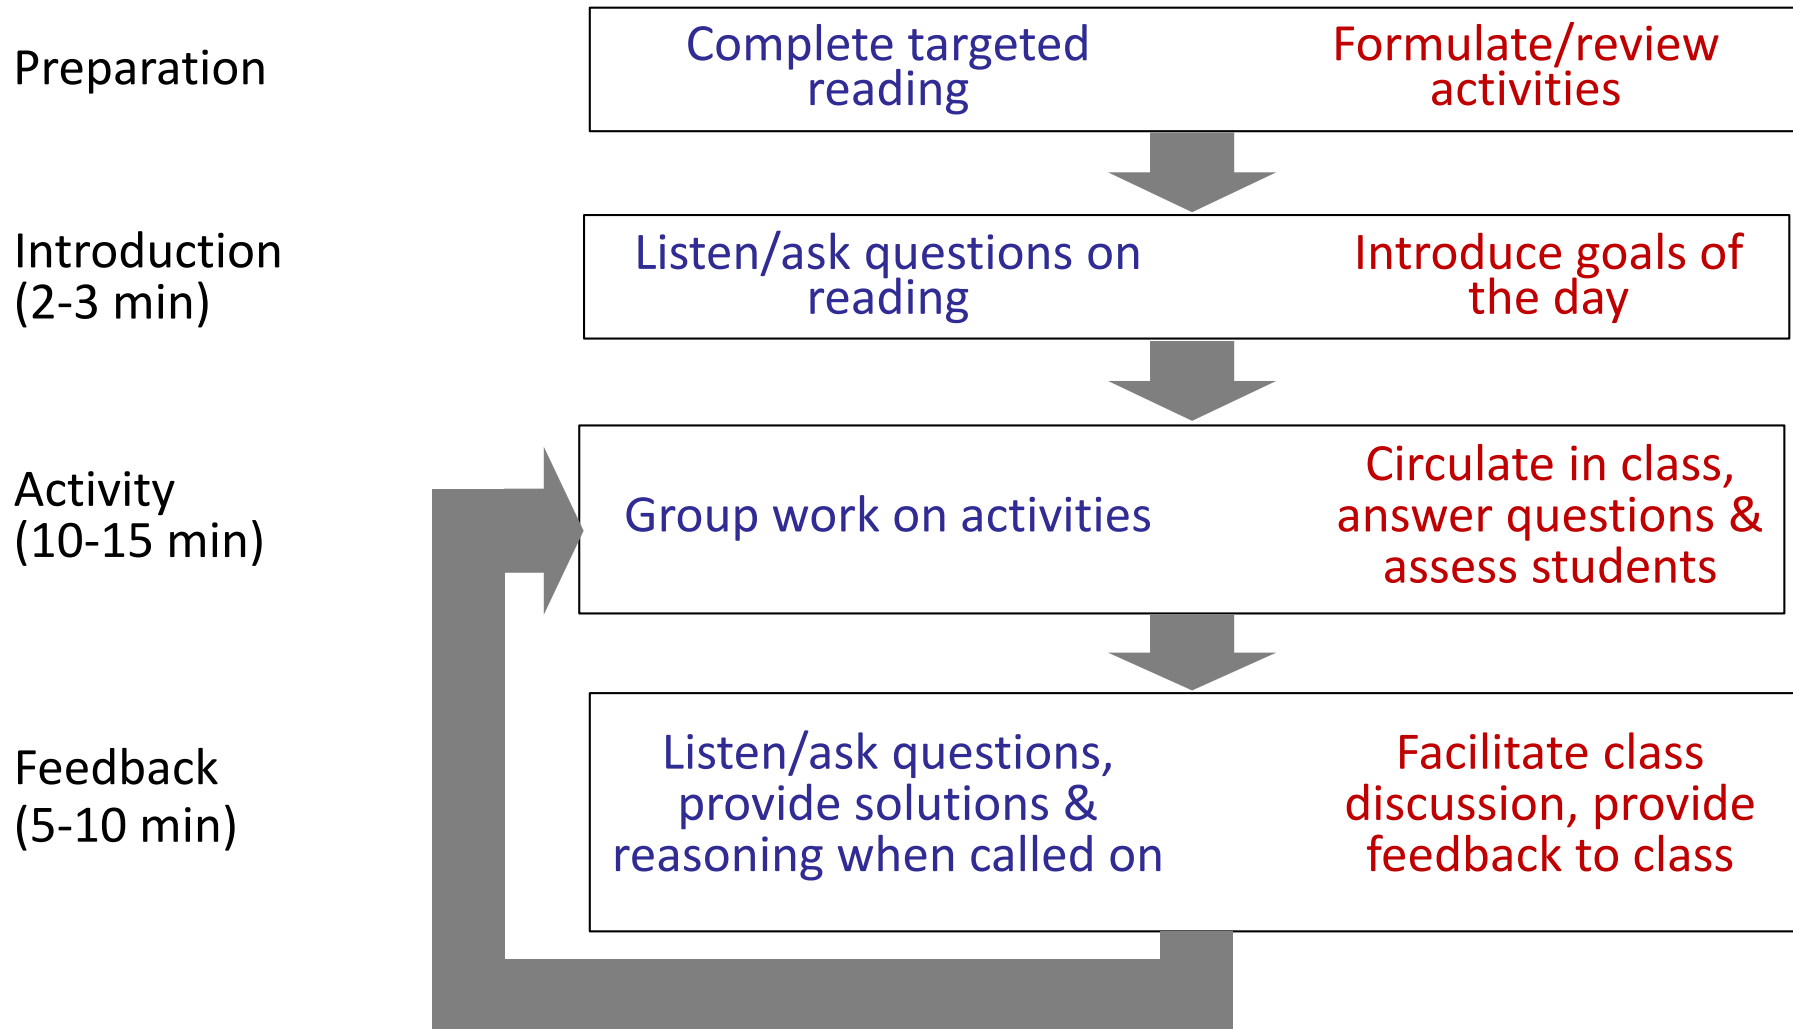 Preparation
Complete targeted
reading
Formulate/review
activities
Introduction
(2-3 min)
Listen/ask questions on
reading
Introduce goals of
the day
Activity
(10-15 min)
Group work on activities
Circulate in class,
answer questions &
assess students
Feedback
(5-10 min)
Listen/ask questions,
provide solutions &
reasoning when called on
Facilitate class
discussion, provide
feedback to class